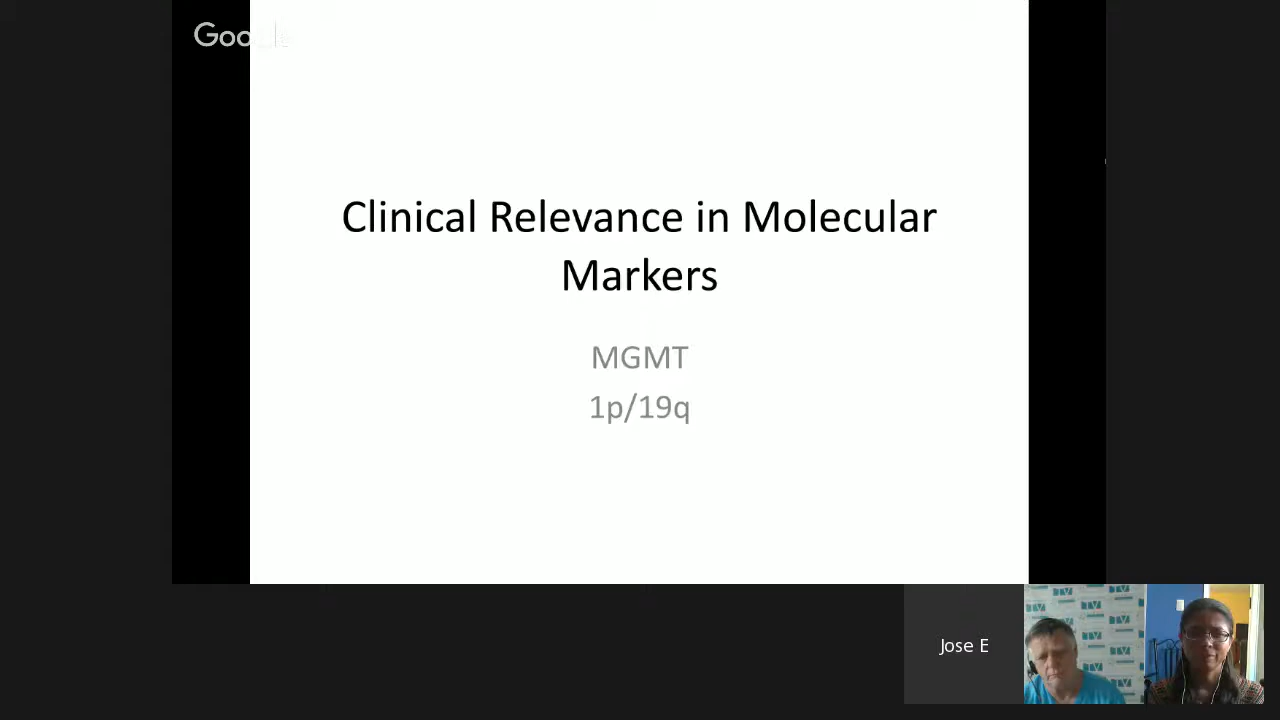 Google
Clinical Relevance in Molecular
Markers
MGMT
1p/19q
Jose E